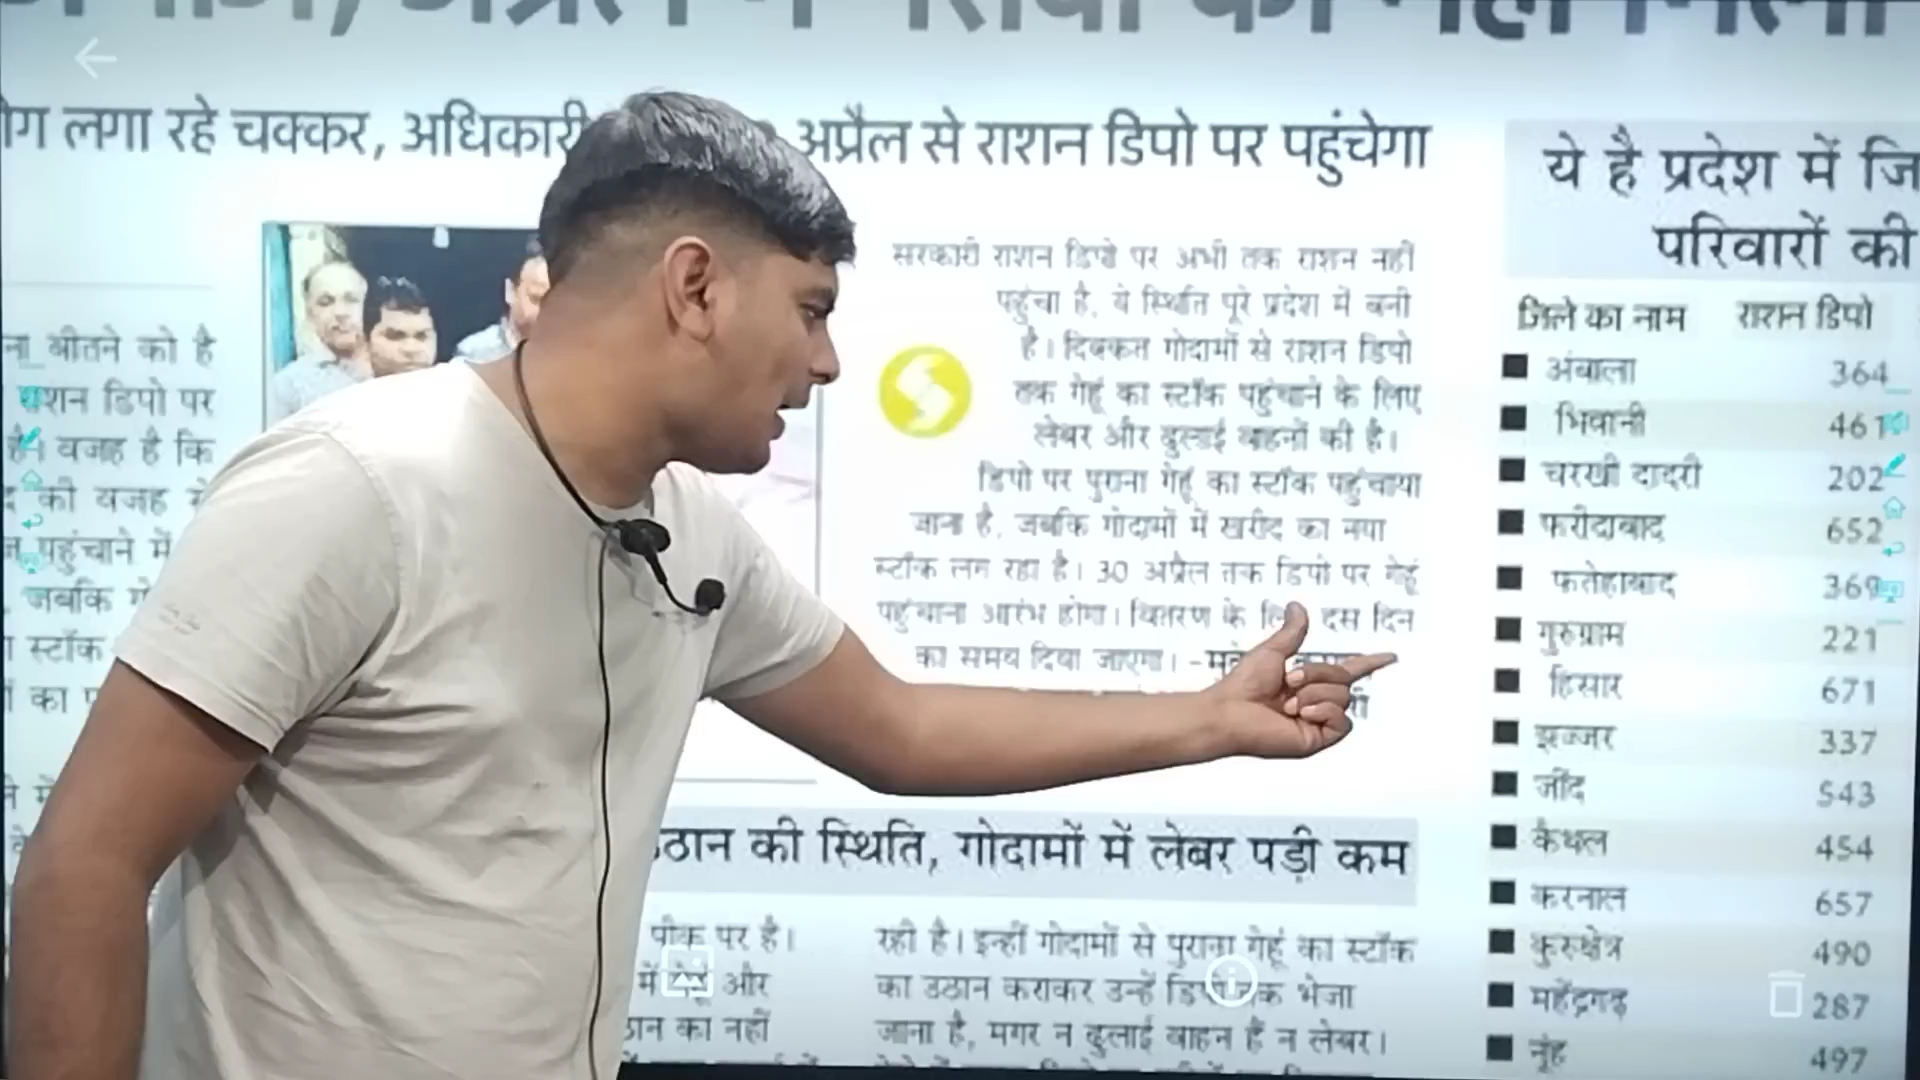 लोग लगा रहे चक्कर, अधिकारी अप्रैल से राशन डिपो पर पहुंचेगा
सरकारी राशन डिपो पर अभी तक राशन नहीं
पहुंचा है, ये स्थिति पूरे प्रदेश में बनी
है। दिक्कत गोदामों से राशन डिपो
तक गेहूं का स्टॉक पहुंचाने के लिए
लेबर और ढुलाई वाहनों की है।
डिपो पर पुराना गेहूं का स्टॉक पहुंचाया
जाना है, जबकि गोदामों में खरीद का नया
स्टॉक लग रहा है। 30 अप्रैल तक डिपो पर गेहूं
पहुंचाना आरंभ होगा। वितरण के दस दिन
का समय दिया जाएगा।
बीतने को है
राशन डिपो पर
है। वजह है कि
की वजह से
पहुंचाने में
जबकि
स्टॉक
का
उठान की स्थिति, गोदामों में लेबर पड़ी कम
पीक पर है।
में और
का नहीं
रही है। इन्हीं गोदामों से पुराना गेहूं का स्टॉक
का उठान कराकर उन्हें डिपो तक भेजा
जाना है, मगर न ढुलाई वाहन हैं न लेबर।
ये है प्रदेश में
परिवारों की
जिले का नाम राशन डिपो
अंबाला 364
भिवानी 461
चरखी दादरी 202
फरीदाबाद 652
फतेहाबाद 369
गुरुग्राम 221
हिसार 671
झज्जर 337
जींद 543
कैथल 454
करनाल 657
कुरुक्षेत्र 490
महेंद्रगढ़ 287
नूंह 497